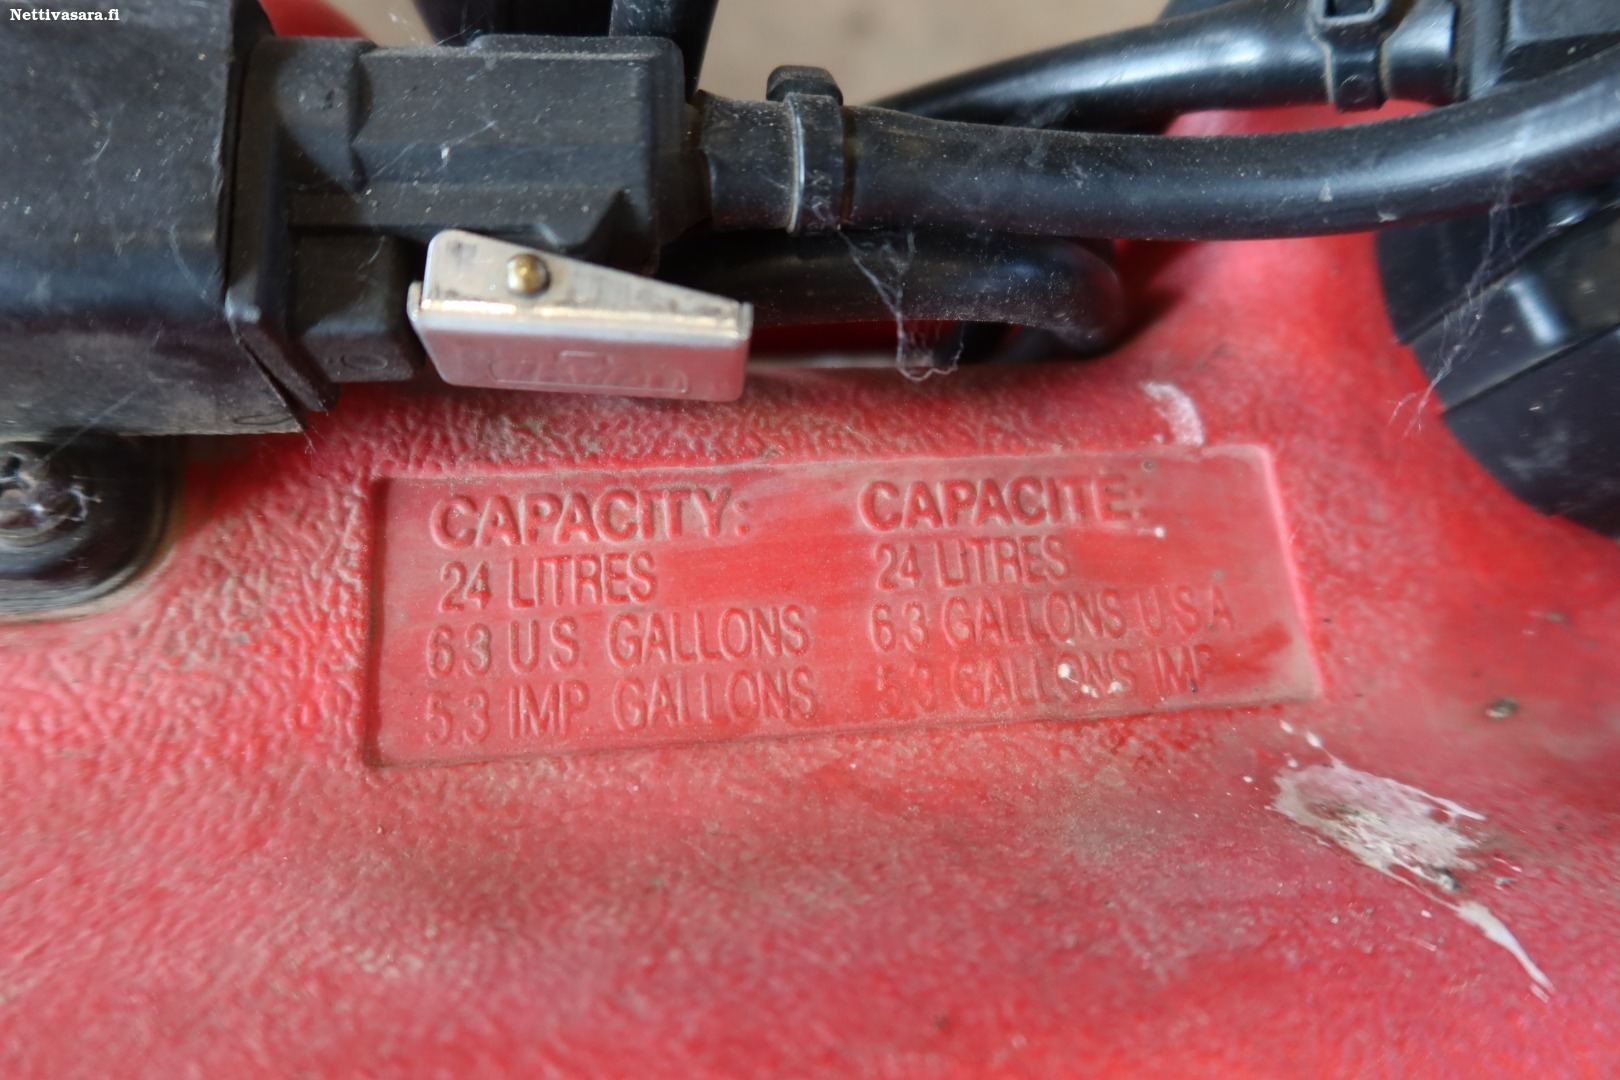 Nettivasara.fi
CAPACITY:
24 LITRES
6.3 U.S. GALLONS
5.3 IMP. GALLONS
CAPACITE:
24 LITRES
6.3 GALLONS U.S.A
5.3 GALLONS IMP